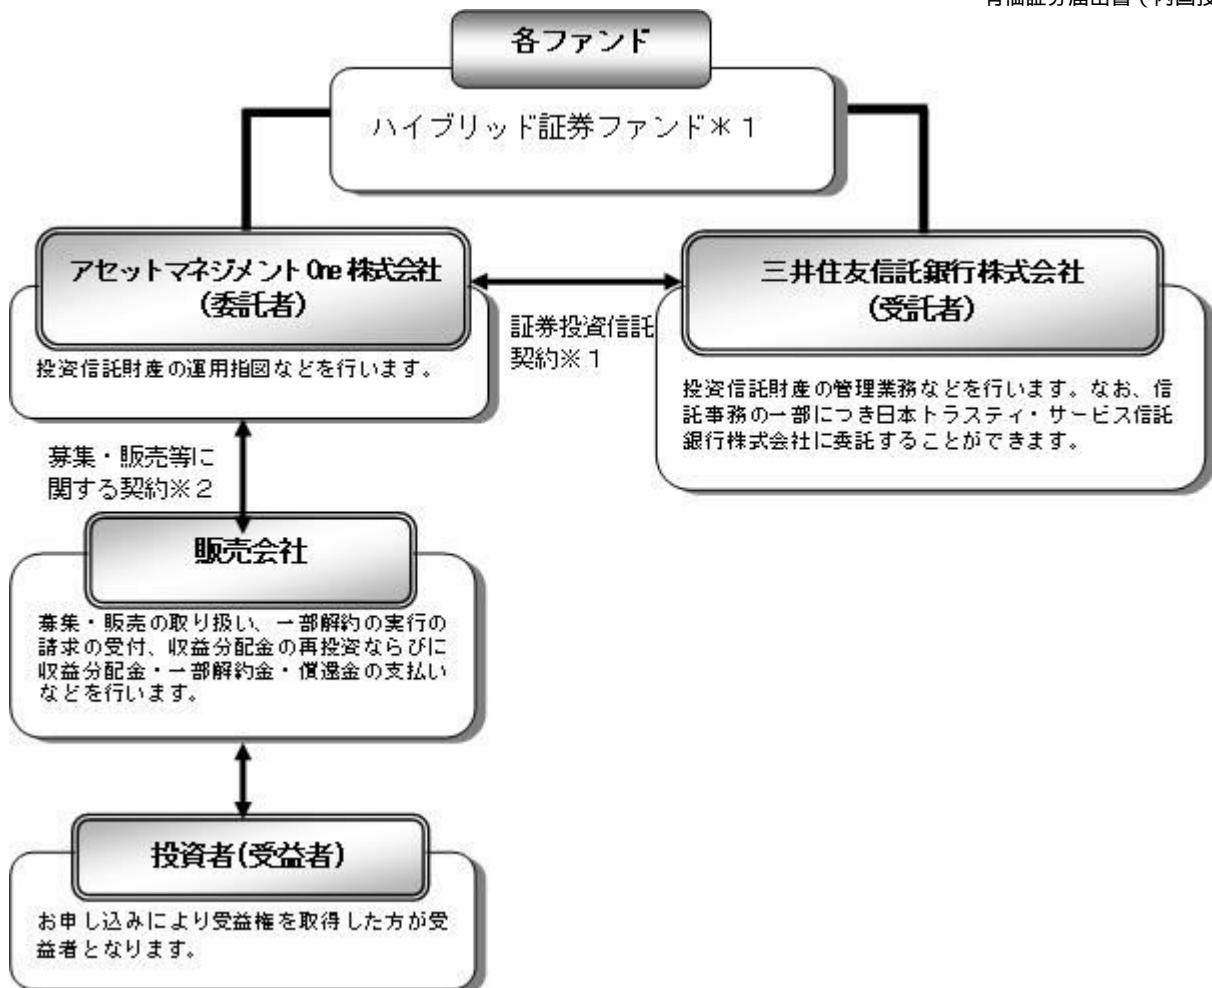 各ファンド
ハイブリッド証券ファンド＊１
アセットマネジメントOne 株式会社
(委託者)
投資信託財産の運用指図などを行います。
証券投資信託
契約※１
三井住友信託銀行株式会社
(受託者)
投資信託財産の管理業務などを行います。なお、信
託事務の一部につき日本トラスティ・サービス信託
銀行株式会社に委託することができます。
募集・販売等に
関する契約※２
販売会社
募集・販売の取り扱い、一部解約の実行の
請求の受付、収益分配金の再投資ならびに
収益分配金・一部解約金・償還金の支払い
などを行います。
投資者(受益者)
お申し込みにより受益権を取得した方が受
益者となります。